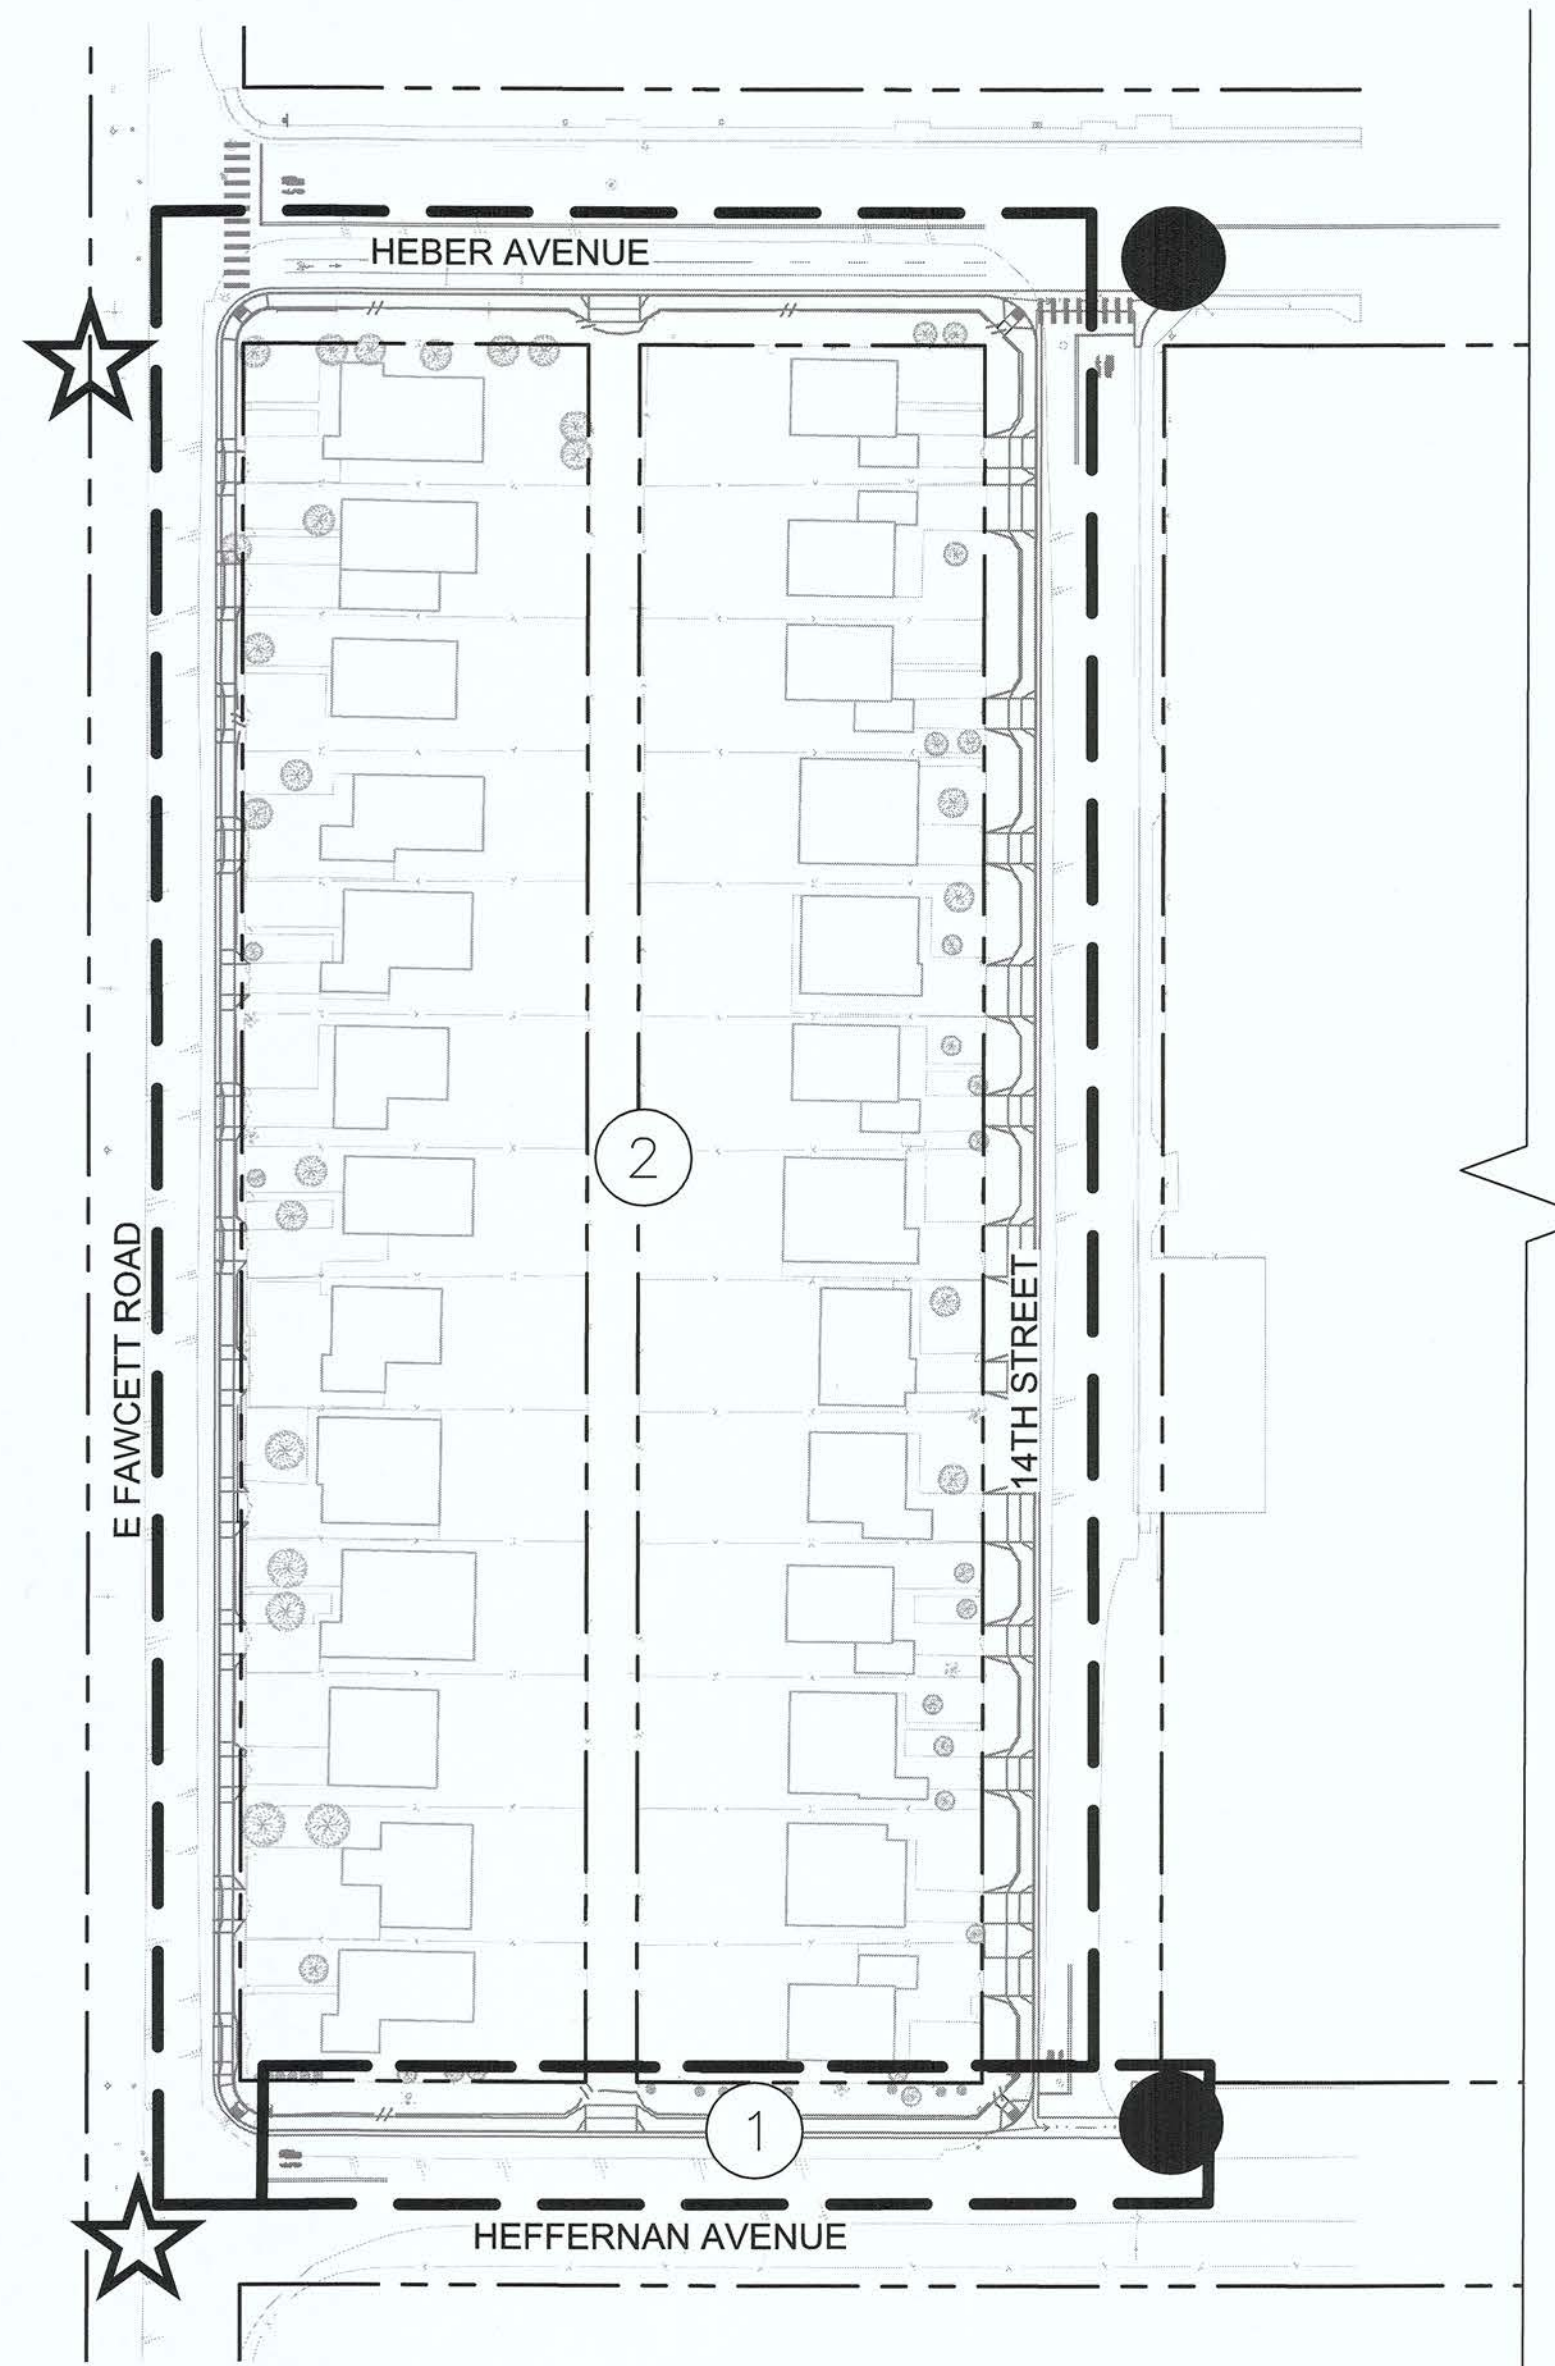 HEBER AVENUE
2
E FAWCETT ROAD
14TH STREET
1
HEFFERNAN AVENUE